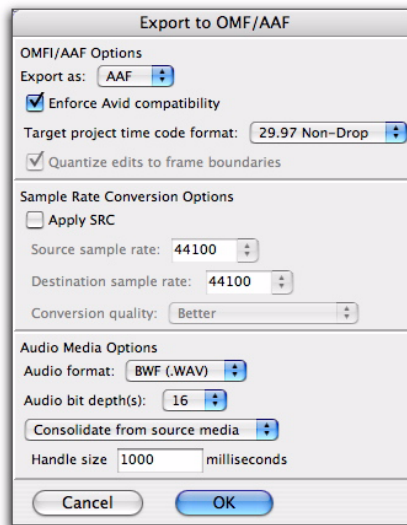 Export to OMF/AAF
OMFI/AAF Options
Export as: AAF
Enforce Avid compatibility
Target project time code format: 29.97 Non-Drop
Quantize edits to frame boundaries
Sample Rate Conversion Options
Apply SRC
Source sample rate: 44100
Destination sample rate: 44100
Conversion quality: Better
Audio Media Options
Audio format: BWF (.WAV)
Audio bit depth(s): 16
Consolidate from source media
Handle size 1000 milliseconds
Cancel OK